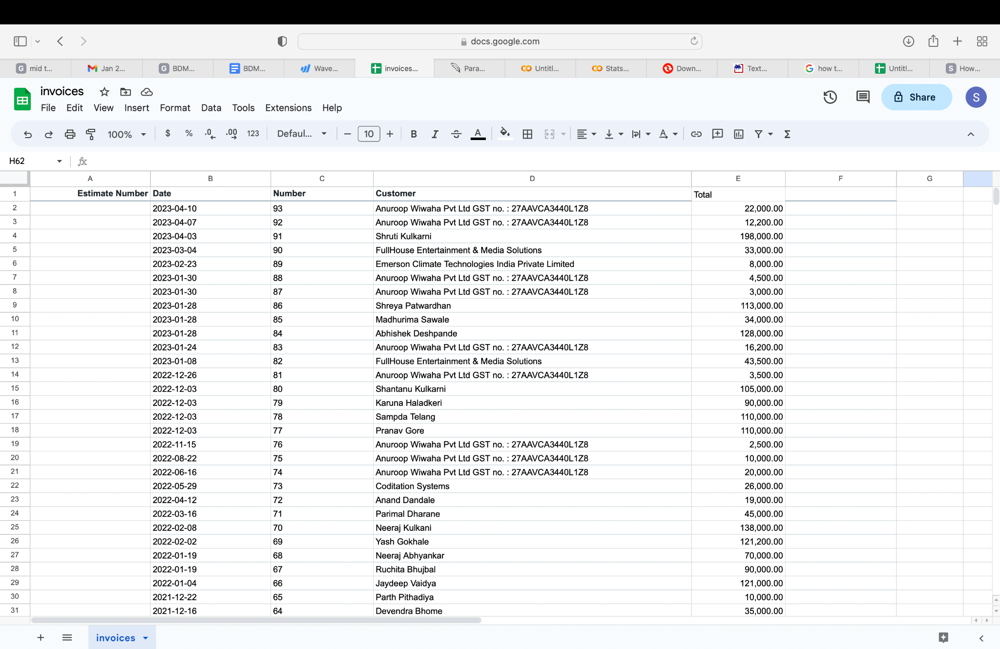 docs.google.com
mid t... Jan 2... BDM... BDM... Wave... invoices... Para... Untitl... Stats... Down... Text... how t... Untitl... How...
invoices
File Edit View Insert Format Data Tools Extensions Help
Share
S
100% $ % .0 .00 123 Defaul... 10 B I A
H62 fx
A B C D E F G
1 Estimate Number Date Number Customer Total
2 2023-04-10 93 Anuroop Wiwaha Pvt Ltd GST no. : 27AAVCA3440L1Z8 22,000.00
3 2023-04-07 92 Anuroop Wiwaha Pvt Ltd GST no. : 27AAVCA3440L1Z8 12,200.00
4 2023-04-03 91 Shruti Kulkarni 198,000.00
5 2023-03-04 90 FullHouse Entertainment & Media Solutions 33,000.00
6 2023-02-23 89 Emerson Climate Technologies India Private Limited 8,000.00
7 2023-01-30 88 Anuroop Wiwaha Pvt Ltd GST no. : 27AAVCA3440L1Z8 4,500.00
8 2023-01-30 87 Anuroop Wiwaha Pvt Ltd GST no. : 27AAVCA3440L1Z8 3,000.00
9 2023-01-28 86 Shreya Patwardhan 113,000.00
10 2023-01-28 85 Madhurima Sawale 34,000.00
11 2023-01-28 84 Abhishek Deshpande 128,000.00
12 2023-01-24 83 Anuroop Wiwaha Pvt Ltd GST no. : 27AAVCA3440L1Z8 16,200.00
13 2023-01-08 82 FullHouse Entertainment & Media Solutions 43,500.00
14 2022-12-26 81 Anuroop Wiwaha Pvt Ltd GST no. : 27AAVCA3440L1Z8 3,500.00
15 2022-12-03 80 Shantanu Kulkarni 105,000.00
16 2022-12-03 79 Karuna Haladkeri 90,000.00
17 2022-12-03 78 Sampda Telang 110,000.00
18 2022-12-03 77 Pranav Gore 110,000.00
19 2022-11-15 76 Anuroop Wiwaha Pvt Ltd GST no. : 27AAVCA3440L1Z8 2,500.00
20 2022-08-22 75 Anuroop Wiwaha Pvt Ltd GST no. : 27AAVCA3440L1Z8 10,000.00
21 2022-06-16 74 Anuroop Wiwaha Pvt Ltd GST no. : 27AAVCA3440L1Z8 20,000.00
22 2022-05-29 73 Coditation Systems 26,000.00
23 2022-04-12 72 Anand Dandale 19,000.00
24 2022-03-16 71 Parimal Dharane 45,000.00
25 2022-02-08 70 Neeraj Kulkani 138,000.00
26 2022-02-02 69 Yash Gokhale 121,200.00
27 2022-01-19 68 Neeraj Abhyankar 70,000.00
28 2022-01-19 67 Ruchita Bhujbal 90,000.00
29 2022-01-04 66 Jaydeep Vaidya 121,000.00
30 2021-12-22 65 Parth Pithadiya 10,000.00
31 2021-12-16 64 Devendra Bhome 35,000.00
invoices